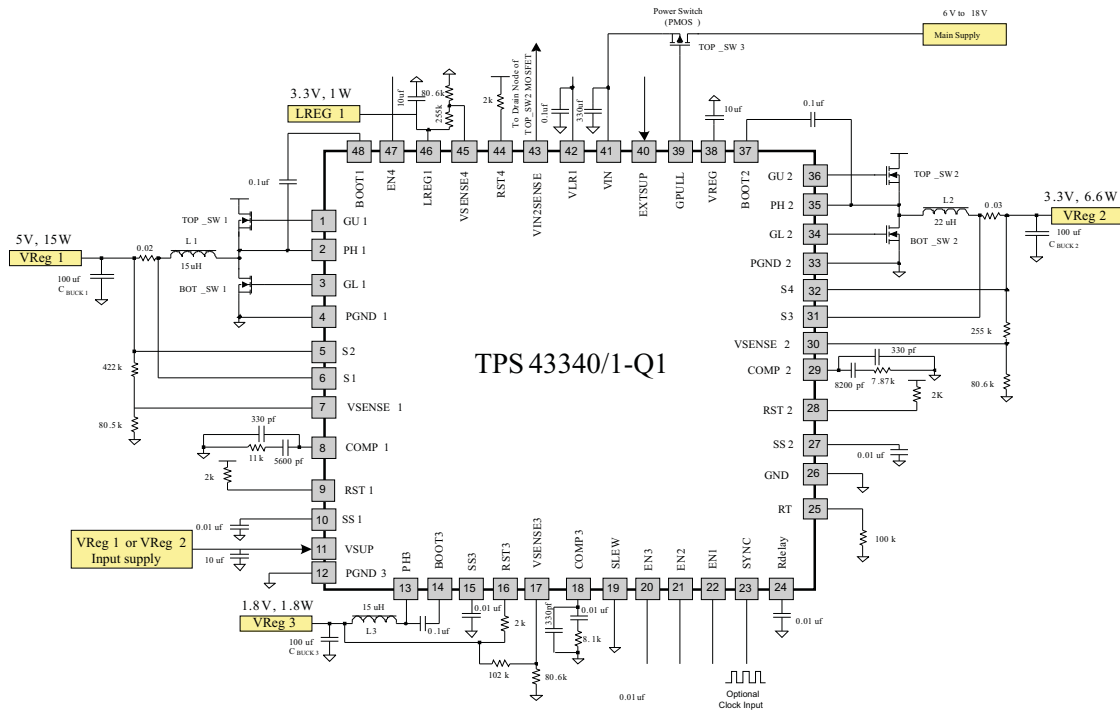 6 V to 18 V
Main Supply
Power Switch
(PMOS )
TOP _SW 3
3.3V, 1W
LREG 1
10uf
80.6k
255k
2k
To Drain Node of
TOP_SW2 MOSFET
0.1uf
330uf
10uf
0.1uf
48 47 46 45 44 43 42 41 40 39 38 37
BOOT1
EN4
LREG1
VSENSE4
RST4
VIN2SENSE
VLR1
VIN
EXTSUP
GPULL
VREG
BOOT2
0.1uf
TOP _SW 1
5V, 15W
VReg 1
0.02
L 1
15 uH
100 uf
C BUCK 1
BOT _SW 1
1 GU 1
2 PH 1
3 GL 1
4 PGND 1
5 S2
6 S1
7 VSENSE 1
8 COMP 1
9 RST 1
10 SS 1
11 VSUP
12 PGND 3
422k
80.5k
330 pf
11k
5600 pf
2k
0.01 uf
VReg 1 or VReg 2
Input supply
10 uf
TPS 43340/1-Q1
GU 2 36
PH 2 35
GL 2 34
PGND 2 33
S4 32
S3 31
VSENSE 2 30
COMP 2 29
RST 2 28
SS 2 27
GND 26
RT 25
TOP _SW2
L2
22 uH
0.03
BOT _SW 2
3.3V, 6.6W
VReg 2
100 uf
C BUCK 2
255 k
330 pf
8200 pf
7.87k
80.6 k
2K
0.01 uf
100 k
PH3
BOOT3
SS3
RST3
VSENSE3
COMP3
SLEW
EN3
EN2
EN1
SYNC
Rdelay
13 14 15 16 17 18 19 20 21 22 23 24
1.8V, 1.8W
VReg 3
15 uH
L3
100 uf
C BUCK 3
0.1uf
0.01 uf
2k
102 k
80.6k
330pf
0.01 uf
8.1k
0.01 uf
0.01 uf
Optional
Clock Input